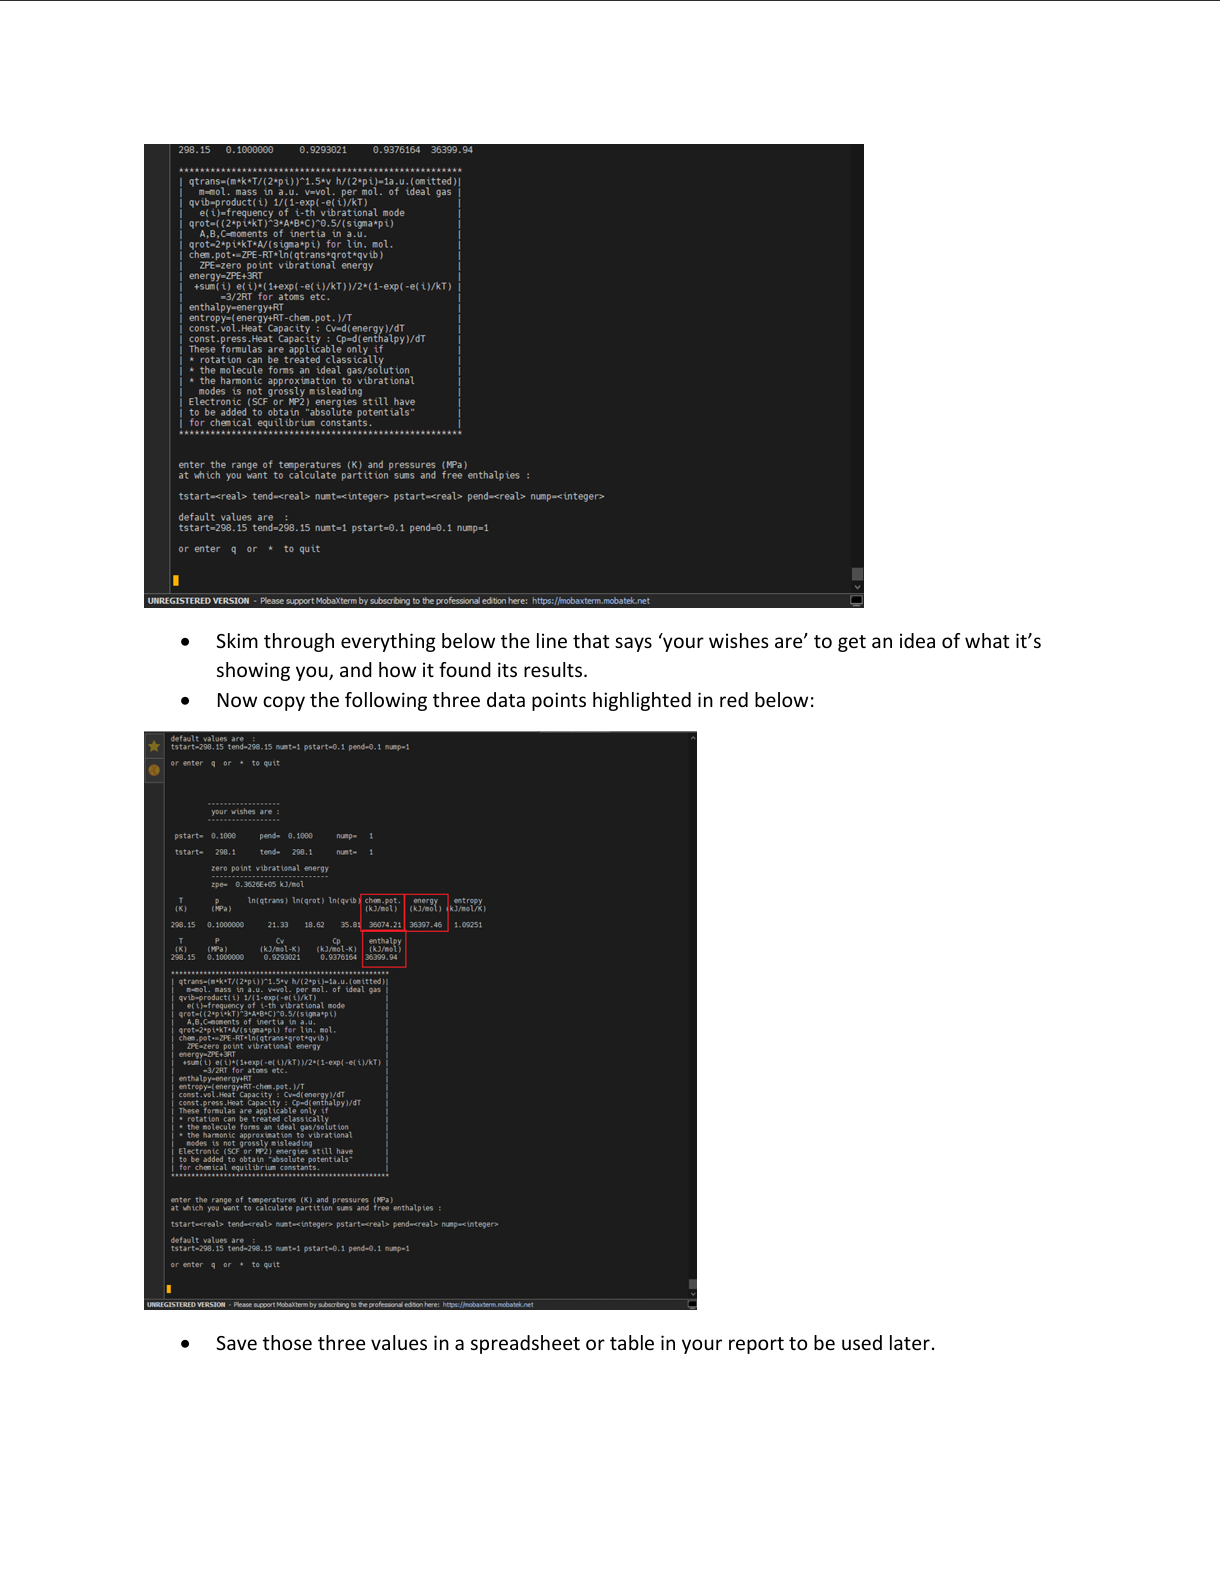 298.15 0.1000000 0.9293021 0.9376164 36399.94
******************************************************
| qtrans=(m*k*T/(2*pi))^1.5*v h/(2*pi)=1a.u.(omitted)|
| m=mol. mass in a.u. v=vol. per mol. of ideal gas |
| qvib=product(i) 1/(1-exp(-e(i)/kT) |
| e(i)=frequency of i-th vibrational mode |
| qrot=((2*pi*kT)^3*A*B*C)^0.5/(sigma*pi) |
| A,B,C=moments of inertia in a.u. |
| qrot=2*pi*kT*A/(sigma*pi) for lin. mol. |
| chem.pot.=ZPE-RT*ln(qtrans*qrot*qvib) |
| ZPE=zero point vibrational energy |
| energy=ZPE+3RT |
| +sum(i) e(i)*(1+exp(-e(i)/kT))/2*(1-exp(-e(i)/kT) |
| =3/2RT for atoms etc. |
| enthalpy=energy+RT |
| entropy=(energy+RT-chem.pot.)/T |
| const.vol.Heat Capacity : Cv=d(energy)/dT |
| const.press.Heat Capacity : Cp=d(enthalpy)/dT |
| These formulas are applicable only if |
| * rotation can be treated classically |
| * the molecule forms an ideal gas/solution |
| * the harmonic approximation to vibrational |
| modes is not grossly misleading |
| Electronic (SCF or MP2) energies still have |
| to be added to obtain "absolute potentials" |
| for chemical equilibrium constants. |
******************************************************
enter the range of temperatures (K) and pressures (MPa)
at which you want to calculate partition sums and free enthalpies :
tstart=<real> tend=<real> numt=<integer> pstart=<real> pend=<real> nump=<integer>
default values are :
tstart=298.15 tend=298.15 numt=1 pstart=0.1 pend=0.1 nump=1
or enter q or * to quit
UNREGISTERED VERSION - Please support MobaXterm by subscribing to the professional edition here: https://mobaxterm.mobatek.net
• Skim through everything below the line that says ‘your wishes are’ to get an idea of what it’s
showing you, and how it found its results.
• Now copy the following three data points highlighted in red below:
default values are :
tstart=298.15 tend=298.15 numt=1 pstart=0.1 pend=0.1 nump=1
or enter q or * to quit
------------------
your wishes are :
------------------
pstart= 0.1000 pend= 0.1000 nump= 1
tstart= 298.1 tend= 298.1 numt= 1
zero point vibrational energy
-----------------------------
zpe= 0.3626E+05 kJ/mol
T p ln(qtrans) ln(qrot) ln(qvib) chem.pot. energy entropy
(K) (MPa) (kJ/mol) (kJ/mol) (kJ/mol/K)
298.15 0.1000000 21.33 18.62 35.81 36074.21 36397.46 1.09251
T P Cv Cp enthalpy
(K) (MPa) (kJ/mol-K) (kJ/mol-K) (kJ/mol)
298.15 0.1000000 0.9293021 0.9376164 36399.94
******************************************************
| qtrans=(m*k*T/(2*pi))^1.5*v h/(2*pi)=1a.u.(omitted)|
| m=mol. mass in a.u. v=vol. per mol. of ideal gas |
| qvib=product(i) 1/(1-exp(-e(i)/kT) |
| e(i)=frequency of i-th vibrational mode |
| qrot=((2*pi*kT)^3*A*B*C)^0.5/(sigma*pi) |
| A,B,C=moments of inertia in a.u. |
| qrot=2*pi*kT*A/(sigma*pi) for lin. mol. |
| chem.pot.=ZPE-RT*ln(qtrans*qrot*qvib) |
| ZPE=zero point vibrational energy |
| energy=ZPE+3RT |
| +sum(i) e(i)*(1+exp(-e(i)/kT))/2*(1-exp(-e(i)/kT) |
| =3/2RT for atoms etc. |
| enthalpy=energy+RT |
| entropy=(energy+RT-chem.pot.)/T |
| const.vol.Heat Capacity : Cv=d(energy)/dT |
| const.press.Heat Capacity : Cp=d(enthalpy)/dT |
| These formulas are applicable only if |
| * rotation can be treated classically |
| * the molecule forms an ideal gas/solution |
| * the harmonic approximation to vibrational |
| modes is not grossly misleading |
| Electronic (SCF or MP2) energies still have |
| to be added to obtain "absolute potentials" |
| for chemical equilibrium constants. |
******************************************************
enter the range of temperatures (K) and pressures (MPa)
at which you want to calculate partition sums and free enthalpies :
tstart=<real> tend=<real> numt=<integer> pstart=<real> pend=<real> nump=<integer>
default values are :
tstart=298.15 tend=298.15 numt=1 pstart=0.1 pend=0.1 nump=1
or enter q or * to quit
UNREGISTERED VERSION - Please support MobaXterm by subscribing to the professional edition here: https://mobaxterm.mobatek.net
• Save those three values in a spreadsheet or table in your report to be used later.